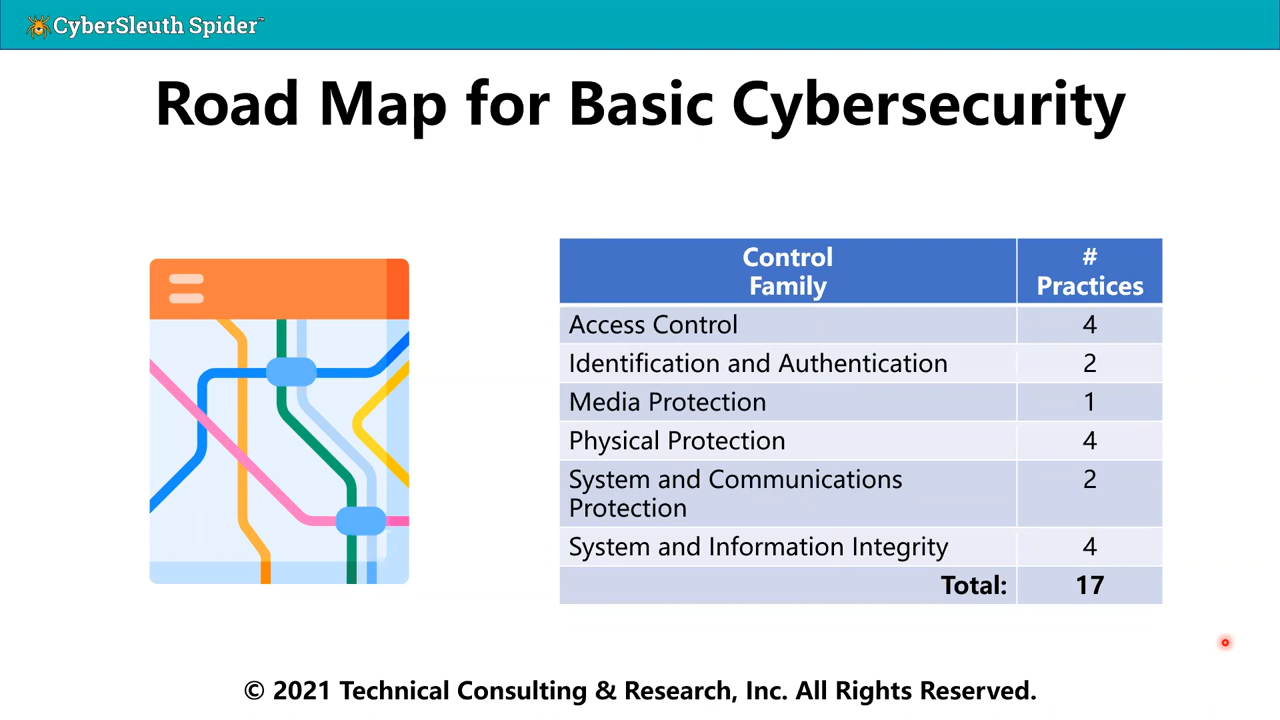 CyberSleuth Spider™
Road Map for Basic Cybersecurity
Control
Family
#
Practices
Access Control 4
Identification and Authentication 2
Media Protection 1
Physical Protection 4
System and Communications
Protection
2
System and Information Integrity 4
Total: 17
© 2021 Technical Consulting & Research, Inc. All Rights Reserved.